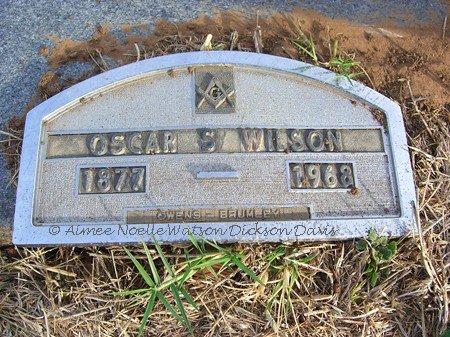 G
OSCAR S WILSON
1877 1968
OWENS - BRUMLEY
© Aimee Noelle Watson Dickson Davis